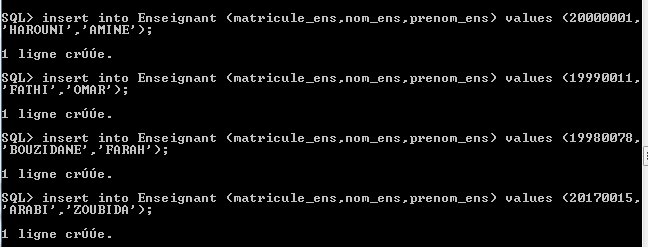 SQL> insert into Enseignant (matricule_ens,nom_ens,prenom_ens) values (20000001,
'HAROUNI','AMINE');
1 ligne crÚÚe.
SQL> insert into Enseignant (matricule_ens,nom_ens,prenom_ens) values (19990011,
'FATHI','OMAR');
1 ligne crÚÚe.
SQL> insert into Enseignant (matricule_ens,nom_ens,prenom_ens) values (19980078,
'BOUZIDANE','FARAH');
1 ligne crÚÚe.
SQL> insert into Enseignant (matricule_ens,nom_ens,prenom_ens) values (20170015,
'ARABI','ZOUBIDA');
1 ligne crÚÚe.